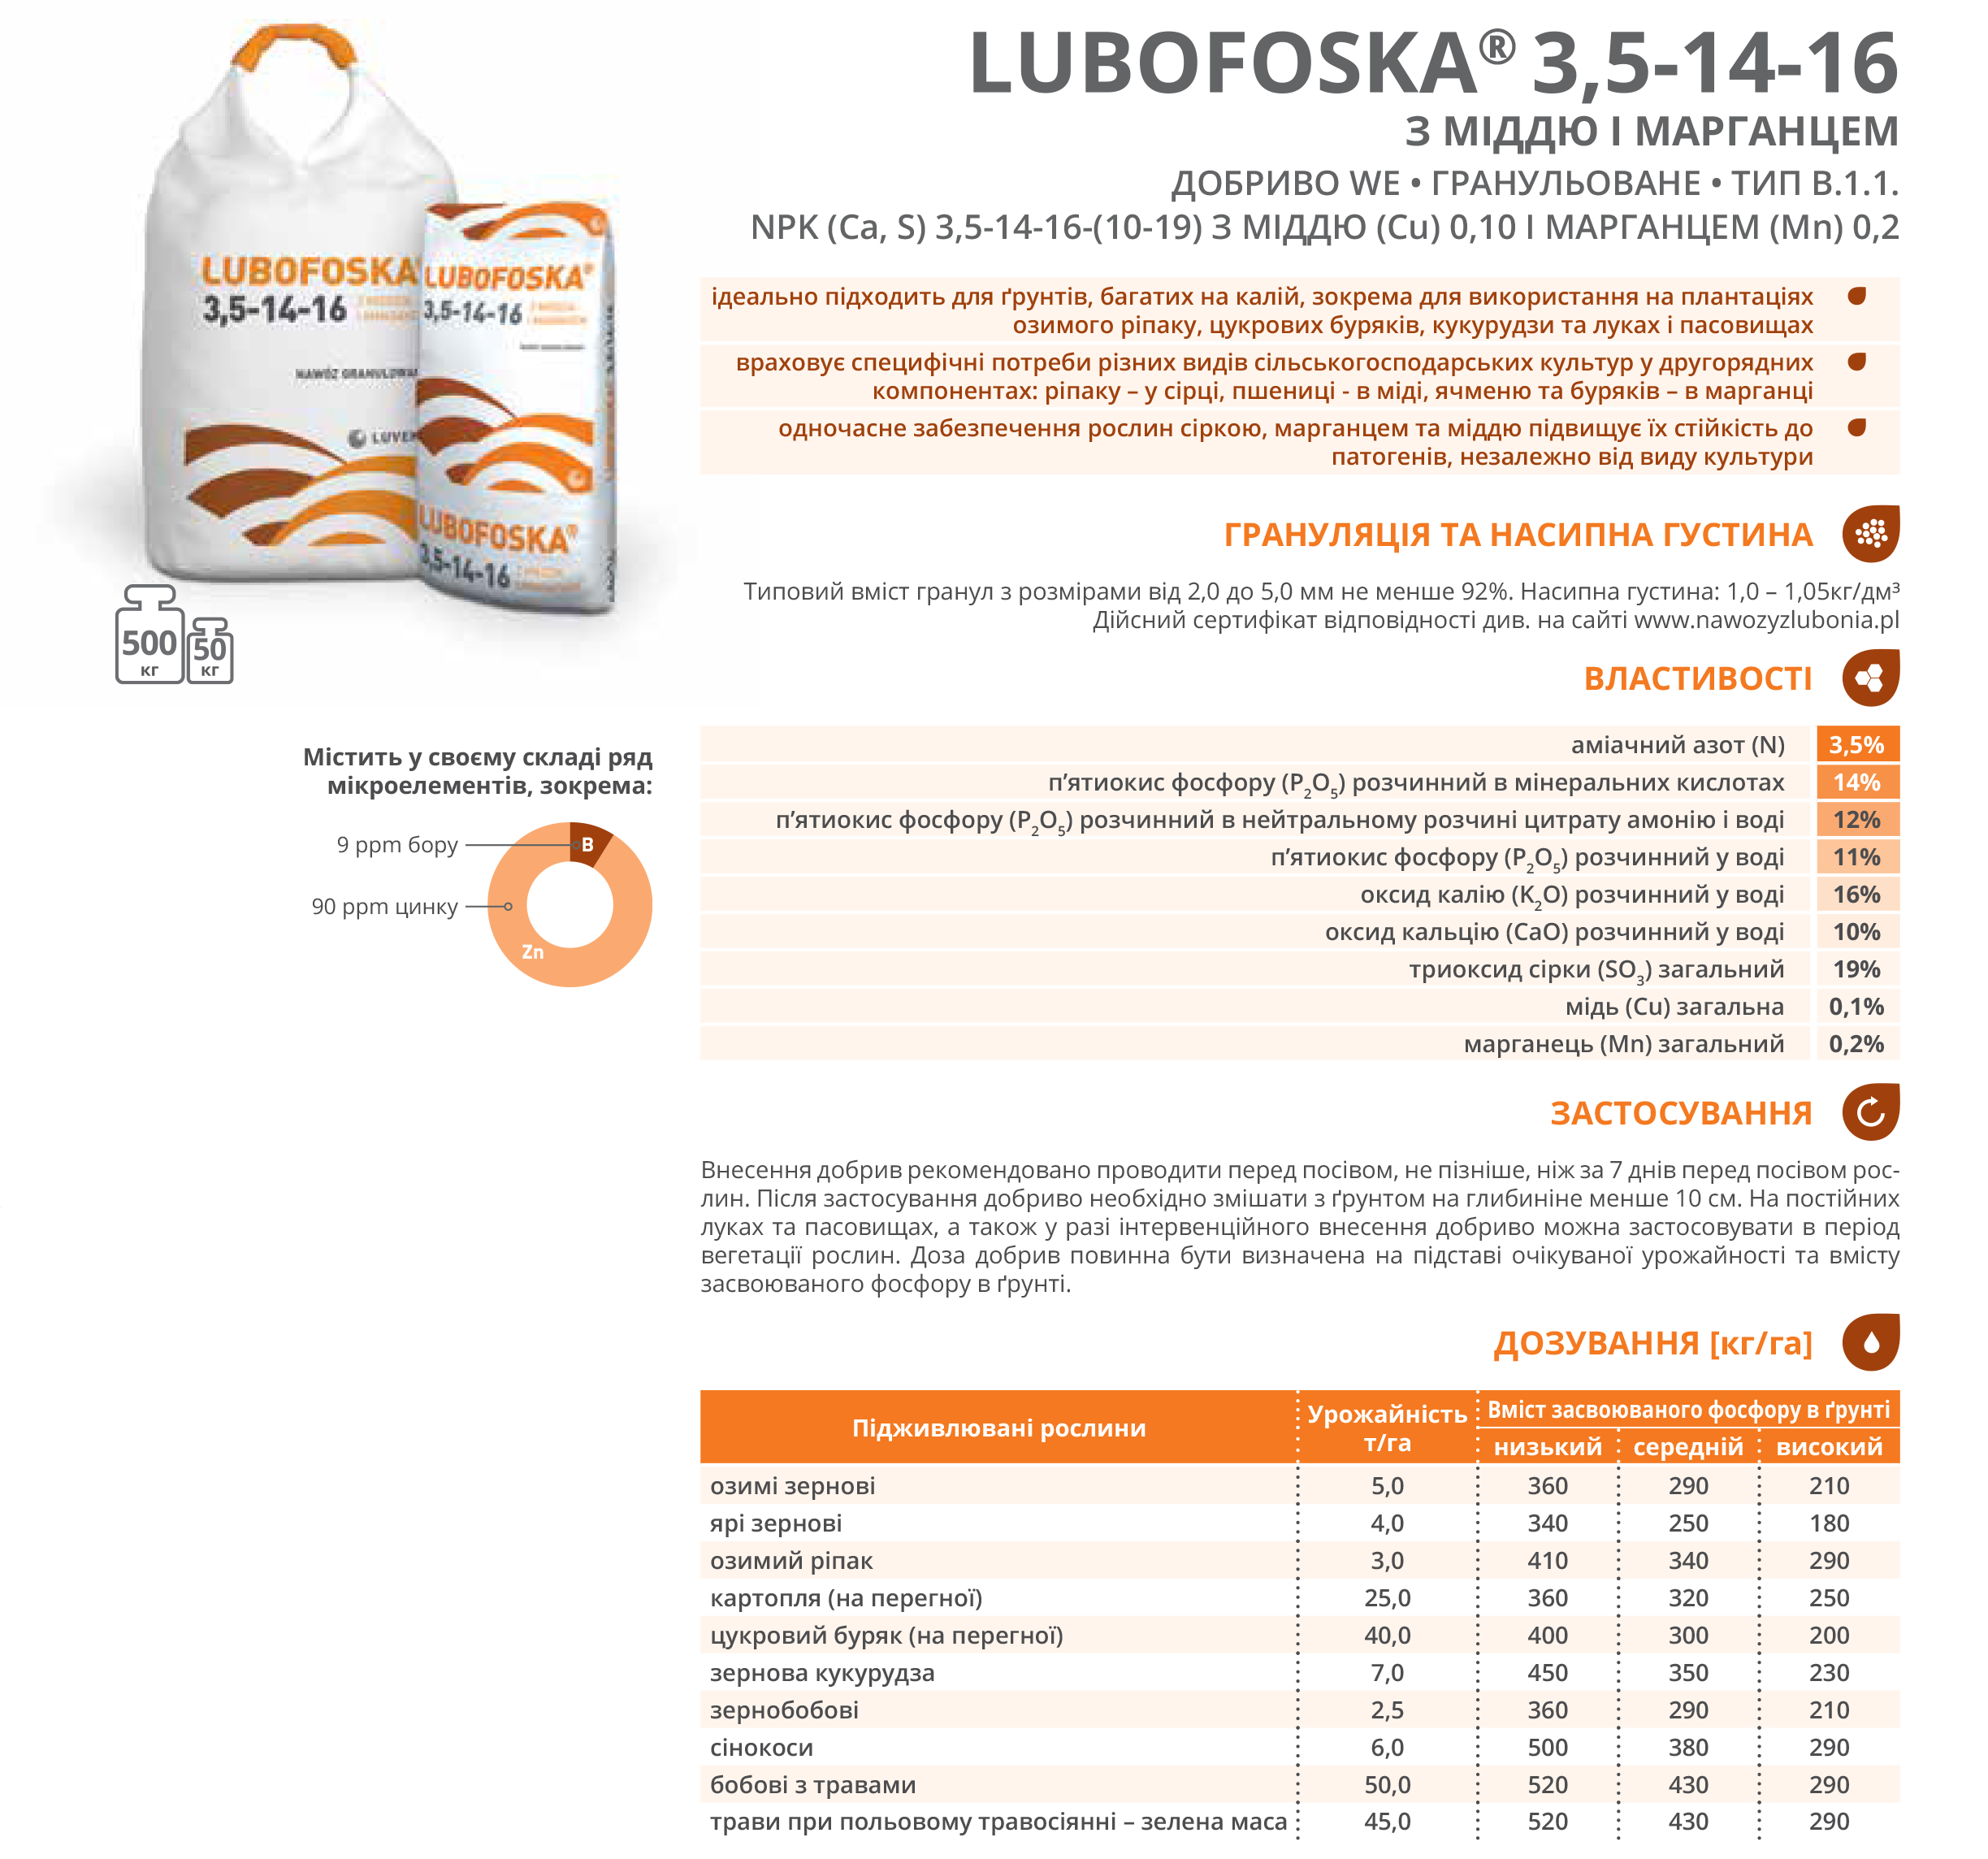 LUBOFOSKA® 3,5-14-16
З МІДДЮ І МАРГАНЦЕМ
ДОБРИВО WE • ГРАНУЛЬОВАНЕ • ТИП В.1.1.
NPK (Ca, S) 3,5-14-16-(10-19) З МІДДЮ (Cu) 0,10 І МАРГАНЦЕМ (Mn) 0,2
LUBOFOSKA
3,5-14-16
NAWÓZ GRANULOWA
LUVE
LUBOFOSKA®
3,5-14-16
LUBOFOSKA®
3,5-14-16
500
кг
50
кг
ідеально підходить для ґрунтів, багатих на калій, зокрема для використання на плантаціях
озимого ріпаку, цукрових буряків, кукурудзи та луках і пасовищах
враховує специфічні потреби різних видів сільськогосподарських культур у другорядних
компонентах: ріпаку – у сірці, пшениці - в міді, ячменю та буряків – в марганці
одночасне забезпечення рослин сіркою, марганцем та міддю підвищує їх стійкість до
патогенів, незалежно від виду культури
ГРАНУЛЯЦІЯ ТА НАСИПНА ГУСТИНА
Типовий вміст гранул з розмірами від 2,0 до 5,0 мм не менше 92%. Насипна густина: 1,0 – 1,05кг/дм³
Дійсний сертифікат відповідності див. на сайті www.nawozyzlubonia.pl
ВЛАСТИВОСТІ
аміачний азот (N) 3,5%
п’ятиокис фосфору (P₂O₅) розчинний в мінеральних кислотах 14%
п’ятиокис фосфору (P₂O₅) розчинний в нейтральному розчині цитрату амонію і воді 12%
п’ятиокис фосфору (P₂O₅) розчинний у воді 11%
оксид калію (K₂O) розчинний у воді 16%
оксид кальцію (CaO) розчинний у воді 10%
триоксид сірки (SO₃) загальний 19%
мідь (Cu) загальна 0,1%
марганець (Mn) загальний 0,2%
Містить у своєму складі ряд
мікроелементів, зокрема:
9 ppm бору
B
90 ppm цинку
Zn
ЗАСТОСУВАННЯ
Внесення добрив рекомендовано проводити перед посівом, не пізніше, ніж за 7 днів перед посівом рос-
лин. Після застосування добриво необхідно змішати з ґрунтом на глибиніне менше 10 см. На постійних
луках та пасовищах, а також у разі інтервенційного внесення добриво можна застосовувати в період
вегетації рослин. Доза добрив повинна бути визначена на підставі очікуваної урожайності та вмісту
засвоюваного фосфору в ґрунті.
ДОЗУВАННЯ [кг/га]
Підживлювані рослини
Урожайність
т/га
Вміст засвоюваного фосфору в ґрунті
низький середній високий
озимі зернові 5,0 360 290 210
ярі зернові 4,0 340 250 180
озимий ріпак 3,0 410 340 290
картопля (на перегної) 25,0 360 320 250
цукровий буряк (на перегної) 40,0 400 300 200
зернова кукурудза 7,0 450 350 230
зернобобові 2,5 360 290 210
сінокоси 6,0 500 380 290
бобові з травами 50,0 520 430 290
трави при польовому травосіянні – зелена маса 45,0 520 430 290